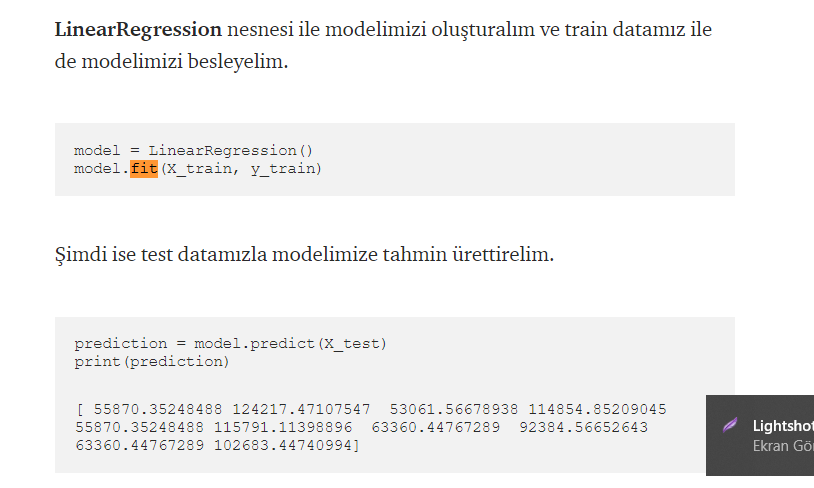 LinearRegression nesnesi ile modelimizi oluşturalım ve train datamız ile
de modelimizi besleyelim.
model = LinearRegression()
model.fit(X_train, y_train)
Şimdi ise test datamızla modelimize tahmin ürettirelim.
prediction = model.predict(X_test)
print(prediction)
[ 55870.35248488 124217.47107547  53061.56678938 114854.85209045
55870.35248488 115791.11398896  63360.44767289  92384.56652643
63360.44767289 102683.44740994]
Lightshot
Ekran Gö